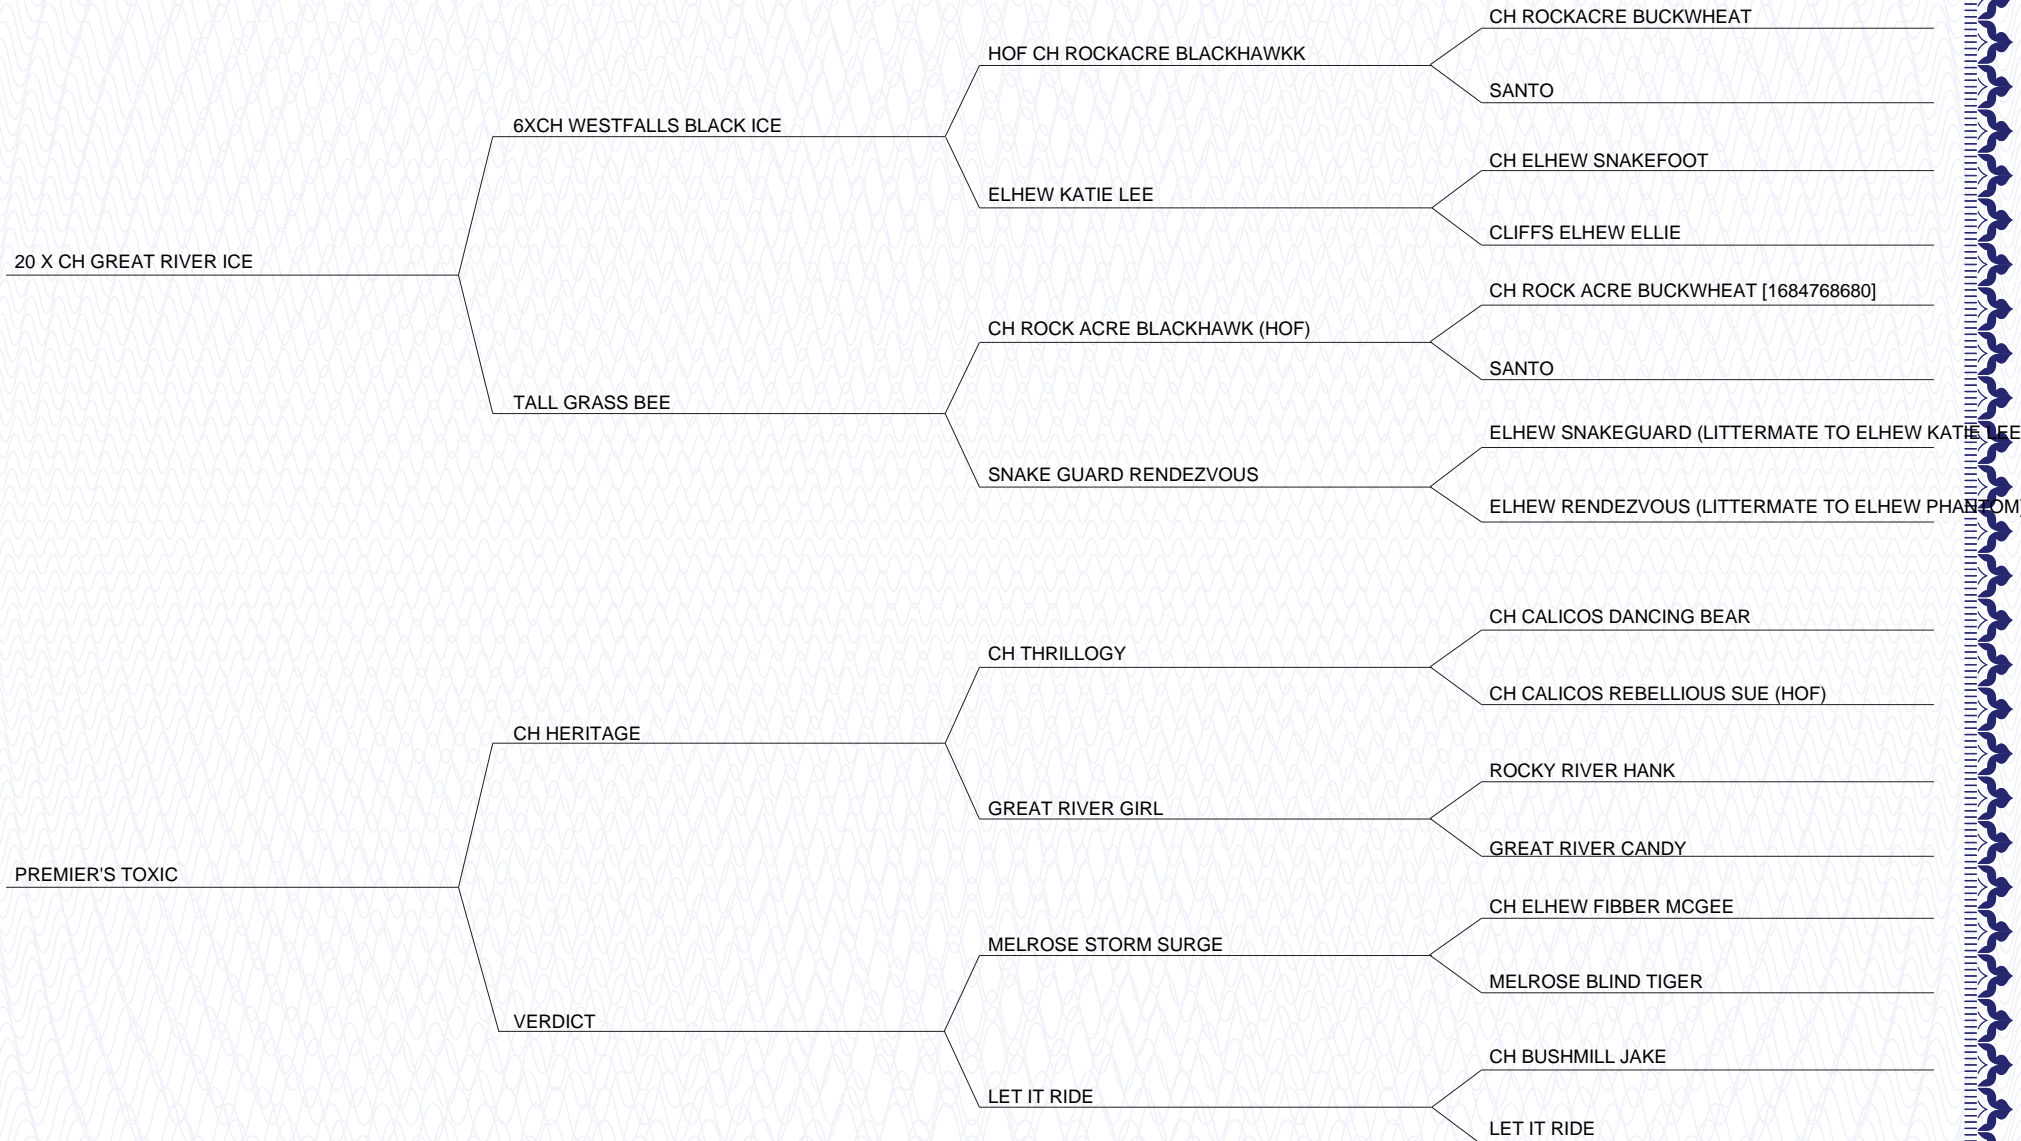 CH ROCKACRE BUCKWHEAT
HOF CH ROCKACRE BLACKHAWKK
SANTO
6XCH WESTFALLS BLACK ICE
CH ELHEW SNAKEFOOT
ELHEW KATIE LEE
CLIFFS ELHEW ELLIE
20 X CH GREAT RIVER ICE
CH ROCK ACRE BUCKWHEAT [1684768680]
CH ROCK ACRE BLACKHAWK (HOF)
SANTO
TALL GRASS BEE
ELHEW SNAKEGUARD (LITTERMATE TO ELHEW KATIE LEE
SNAKE GUARD RENDEZVOUS
ELHEW RENDEZVOUS (LITTERMATE TO ELHEW PHANTOM)
CH CALICOS DANCING BEAR
CH THRILLOGY
CH CALICOS REBELLIOUS SUE (HOF)
CH HERITAGE
ROCKY RIVER HANK
GREAT RIVER GIRL
GREAT RIVER CANDY
PREMIER'S TOXIC
CH ELHEW FIBBER MCGEE
MELROSE STORM SURGE
MELROSE BLIND TIGER
VERDICT
CH BUSHMILL JAKE
LET IT RIDE
LET IT RIDE